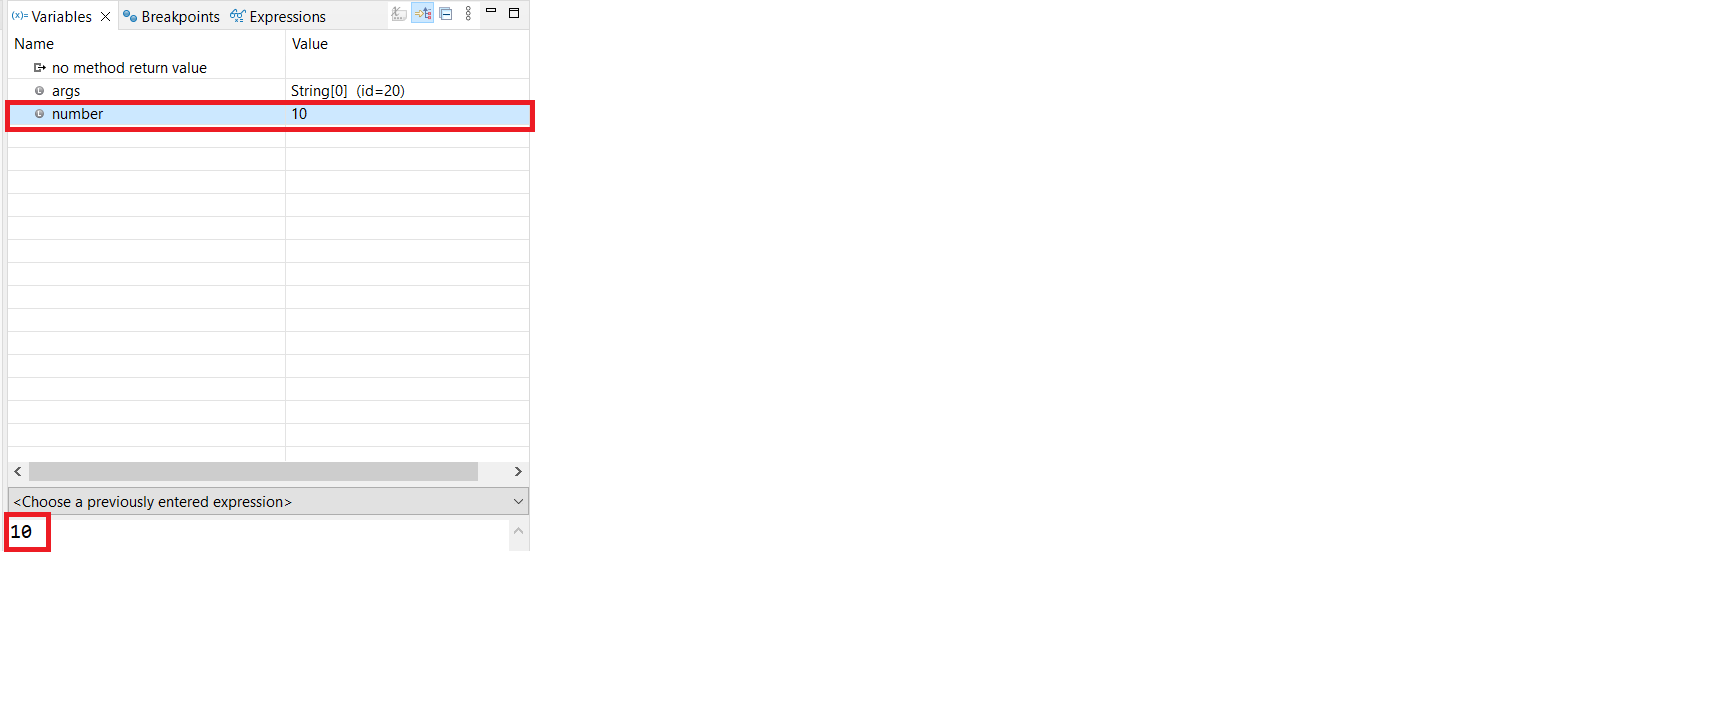 (x)= Variables Breakpoints Expressions
Name Value
no method return value
args String[0] (id=20)
number 10
<Choose a previously entered expression>
10